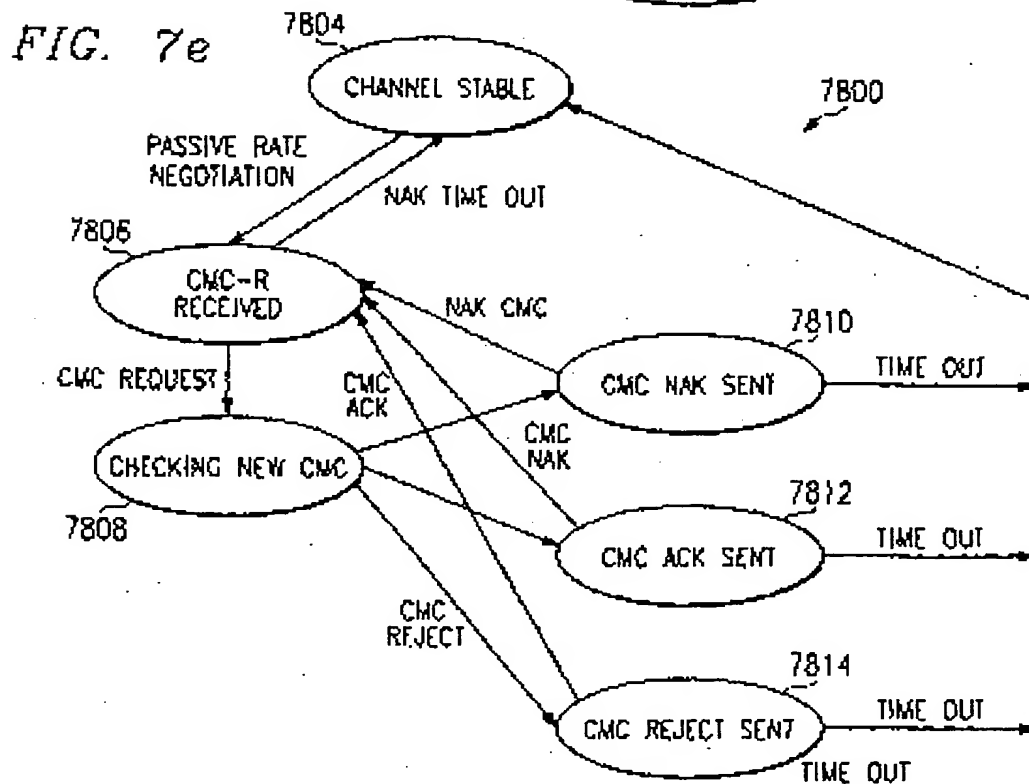 FIG. 7e
7804
CHANNEL STABLE
7800
PASSIVE RATE
NEGOTIATION
NAK TIME OUT
7806
CMC-R
RECEIVED
NAK CMC
7810
CMC REQUEST
CMC
ACK
CMC NAK SENT
TIME OUT
CHECKING NEW CMC
7808
CMC
NAK
7812
CMC ACK SENT
TIME OUT
CMC
REJECT
7814
CMC REJECT SENT
TIME OUT
TIME OUT